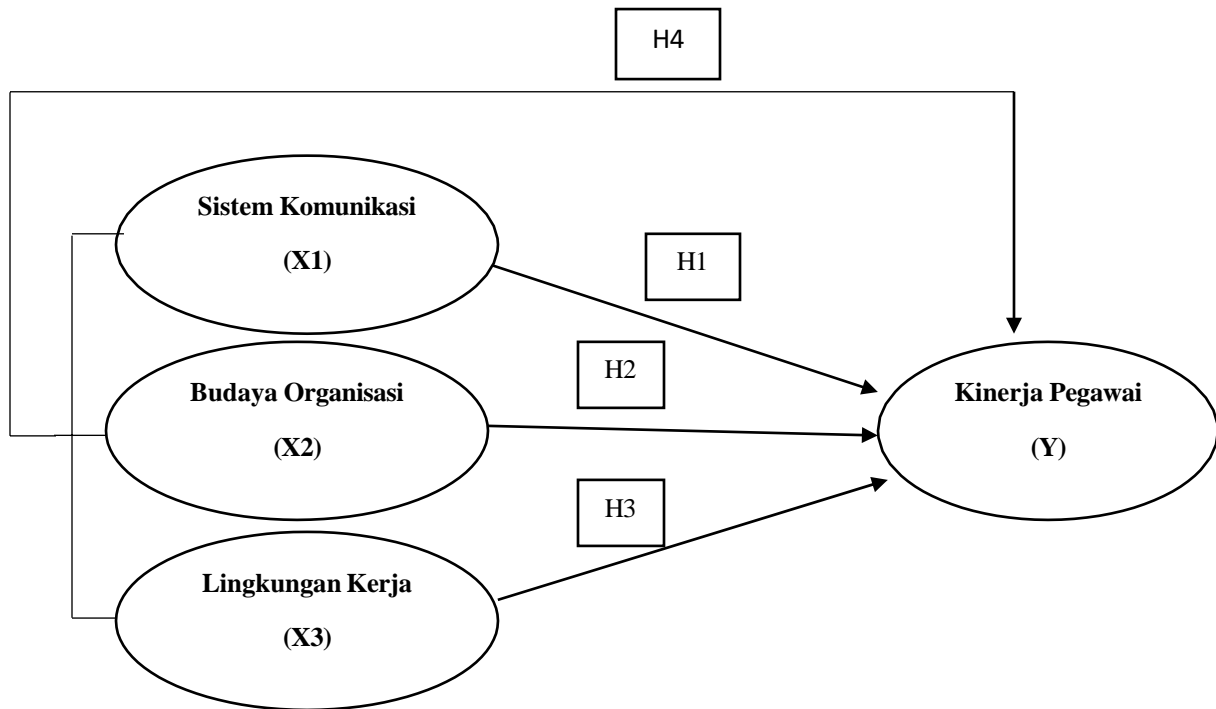 H4
Sistem Komunikasi
(X1)
H1
H2
Budaya Organisasi
(X2)
Kinerja Pegawai
(Y)
H3
Lingkungan Kerja
(X3)